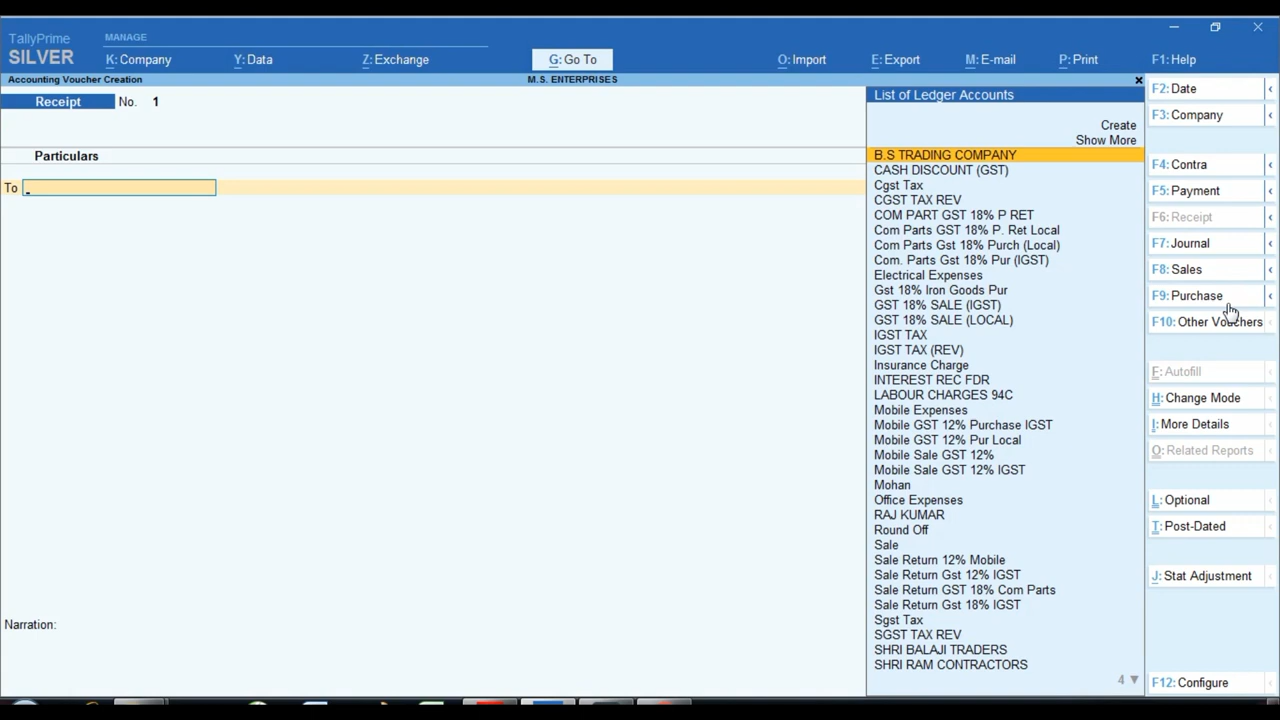 TallyPrime
SILVER
MANAGE
K: Company
Y: Data
Z: Exchange
G: Go To
O: Import
E: Export
M: E-mail
P: Print
F1: Help
Accounting Voucher Creation
M.S. ENTERPRISES
Receipt No. 1
Particulars
To
Narration:
List of Ledger Accounts
Create
Show More
B.S TRADING COMPANY
CASH DISCOUNT (GST)
Cgst Tax
CGST TAX REV
COM PART GST 18% P RET
Com Parts GST 18% P. Ret Local
Com Parts Gst 18% Purch (Local)
Com. Parts Gst 18% Pur (IGST)
Electrical Expenses
Gst 18% Iron Goods Pur
GST 18% SALE (IGST)
GST 18% SALE (LOCAL)
IGST TAX
IGST TAX (REV)
Insurance Charge
INTEREST REC FDR
LABOUR CHARGES 94C
Mobile Expenses
Mobile GST 12% Purchase IGST
Mobile GST 12% Pur Local
Mobile Sale GST 12%
Mobile Sale GST 12% IGST
Mohan
Office Expenses
RAJ KUMAR
Round Off
Sale
Sale Return 12% Mobile
Sale Return Gst 12% IGST
Sale Return GST 18% Com Parts
Sale Return Gst 18% IGST
Sgst Tax
SGST TAX REV
SHRI BALAJI TRADERS
SHRI RAM CONTRACTORS
4 ▼
F2: Date
F3: Company
F4: Contra
F5: Payment
F6: Receipt
F7: Journal
F8: Sales
F9: Purchase
F10: Other Vouchers
F: Autofill
H: Change Mode
I: More Details
O: Related Reports
L: Optional
T: Post-Dated
J: Stat Adjustment
F12: Configure